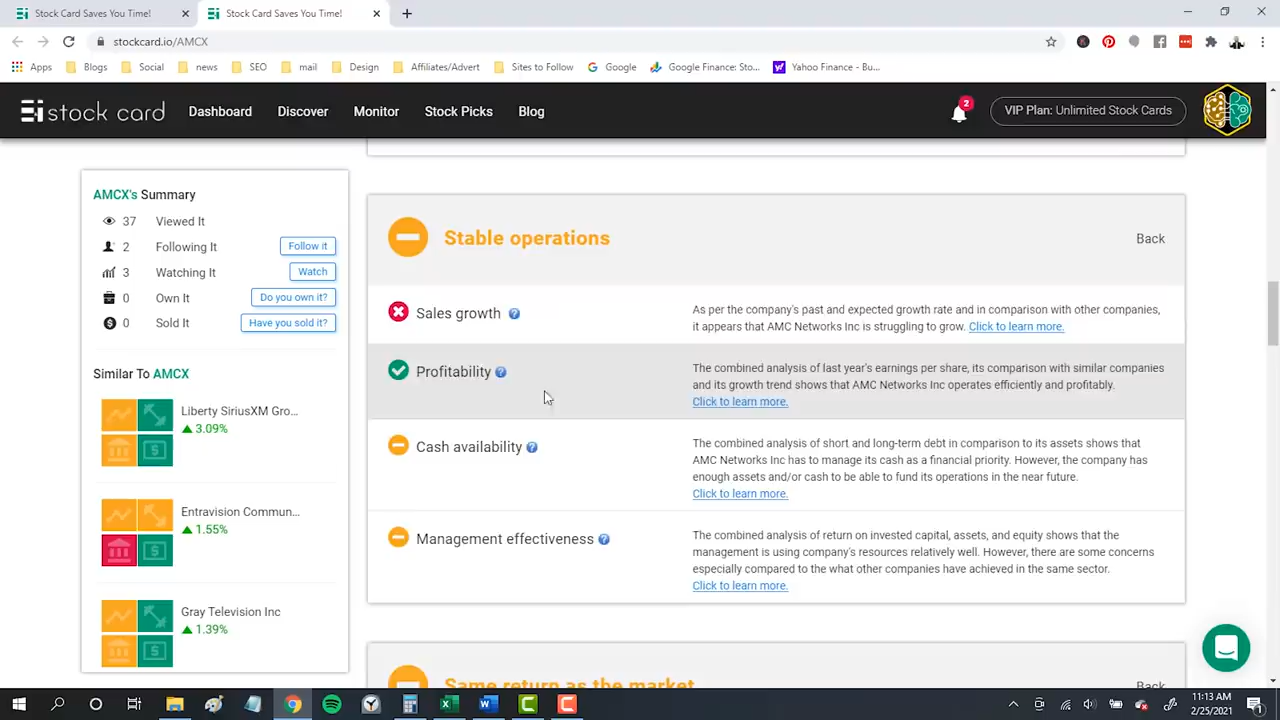 Stock Card Saves You Time!
Stock Card Saves You Time!
stockcard.io/AMCX
Apps
Blogs
Social
news
SEO
mail
Design
Affiliates/Advert
Sites to Follow
Google
Google Finance: Sto...
Yahoo Finance - Bu...
stock card
Dashboard
Discover
Monitor
Stock Picks
Blog
2
VIP Plan: Unlimited Stock Cards
AMCX's Summary
37 Viewed It
2 Following It Follow it
3 Watching It Watch
0 Own It Do you own it?
0 Sold It Have you sold it?
Similar To AMCX
Liberty SiriusXM Gro...
3.09%
Entravision Commun...
1.55%
Gray Television Inc
1.39%
Stable operations
Back
Sales growth ?
As per the company's past and expected growth rate and in comparison with other companies,
it appears that AMC Networks Inc is struggling to grow. Click to learn more.
Profitability ?
The combined analysis of last year's earnings per share, its comparison with similar companies
and its growth trend shows that AMC Networks Inc operates efficiently and profitably.
Click to learn more.
Cash availability ?
The combined analysis of short and long-term debt in comparison to its assets shows that
AMC Networks Inc has to manage its cash as a financial priority. However, the company has
enough assets and/or cash to be able to fund its operations in the near future.
Click to learn more.
Management effectiveness ?
The combined analysis of return on invested capital, assets, and equity shows that the
management is using company's resources relatively well. However, there are some concerns
especially compared to the what other companies have achieved in the same sector.
Click to learn more.
Same return as the market
Back
11:13 AM
2/25/2021